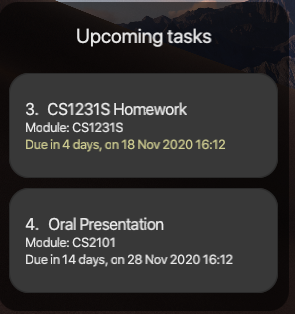 Upcoming tasks
3. CS1231S Homework
Module: CS1231S
Due in 4 days, on 18 Nov 2020 16:12
4. Oral Presentation
Module: CS2101
Due in 14 days, on 28 Nov 2020 16:12